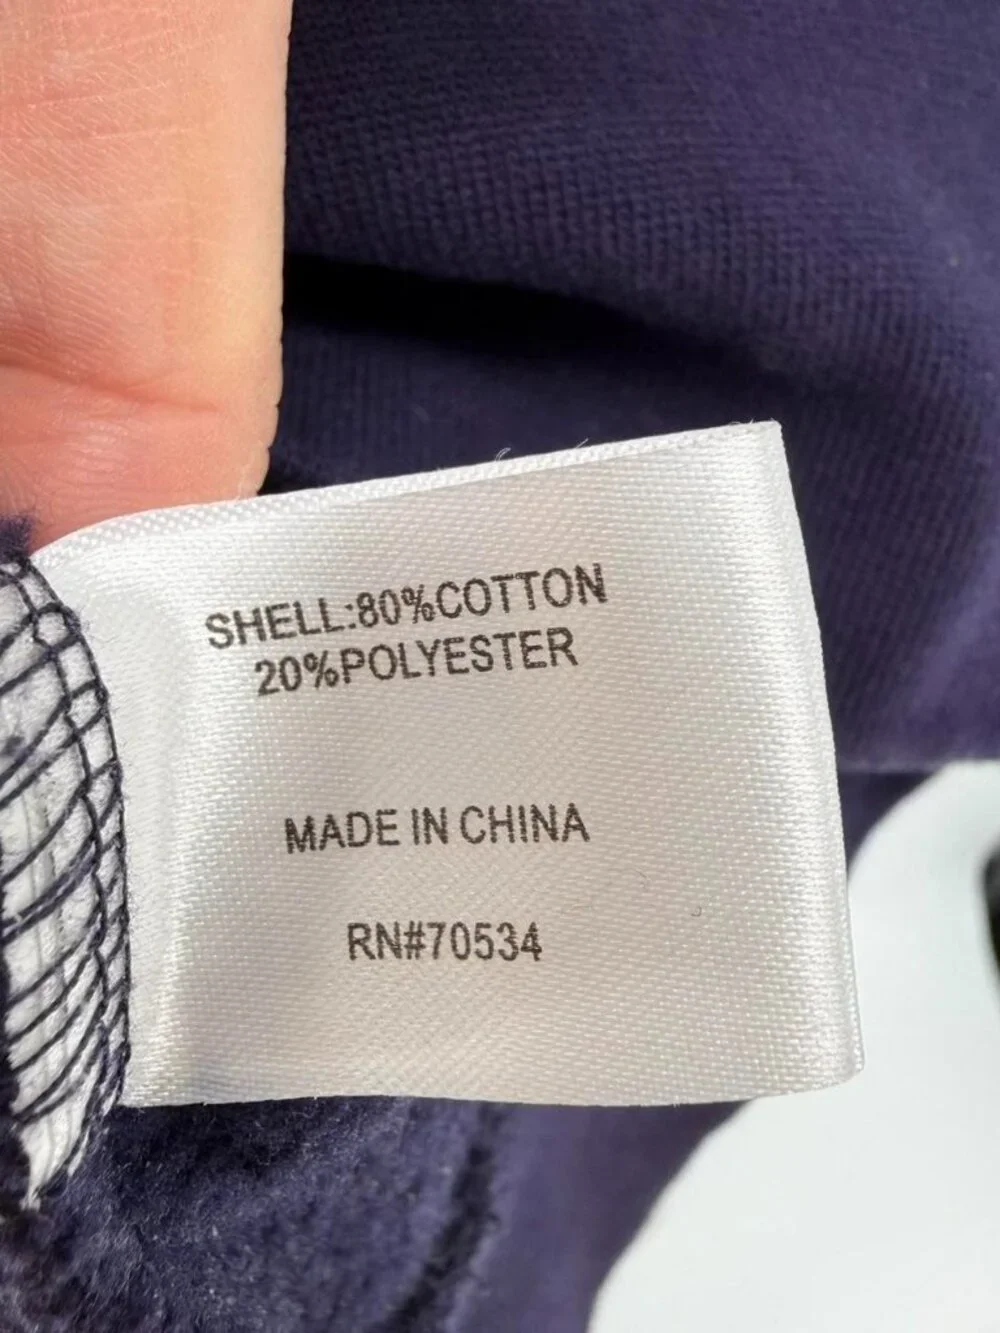 SHELL:80%COTTON
20%POLYESTER
MADE IN CHINA
RN#70534